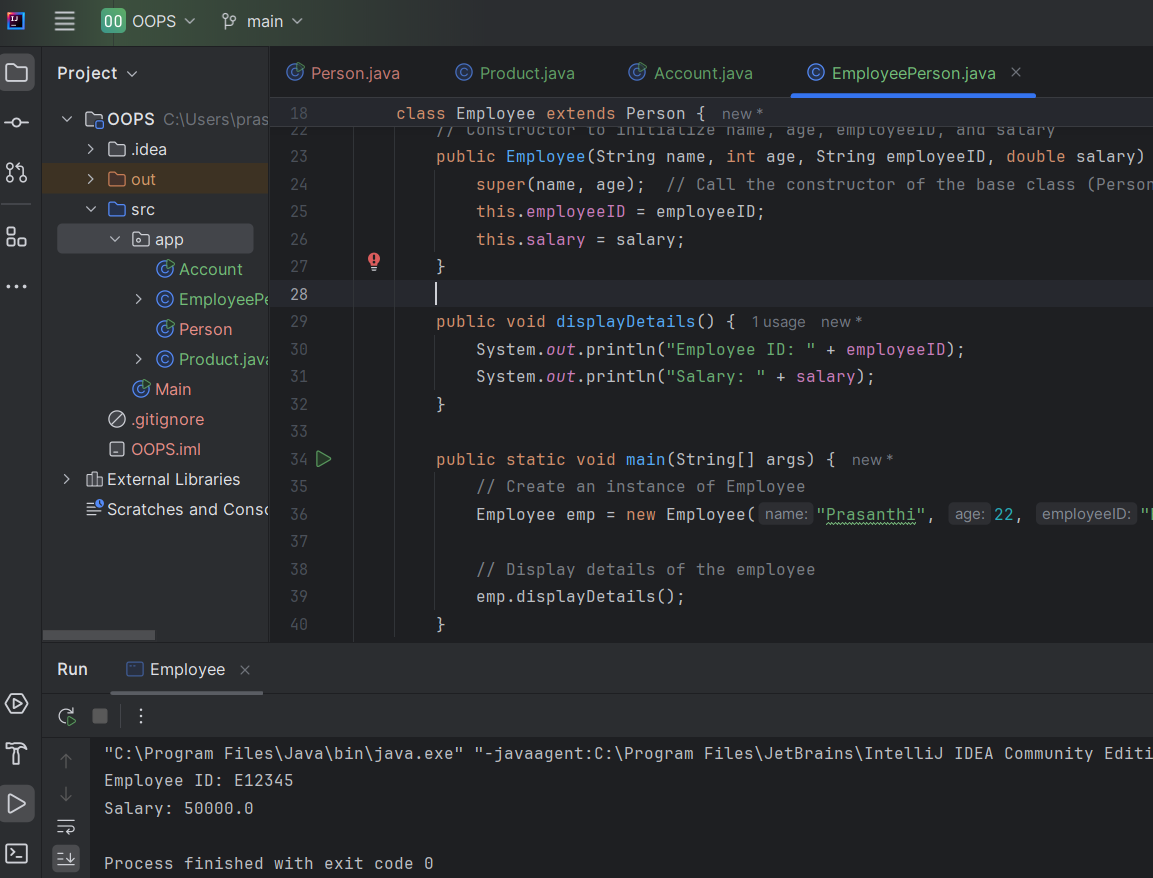 OO OOPS main
Project
Person.java Product.java Account.java EmployeePerson.java
OOPS C:\Users\pras
.idea
out
src
app
Account
EmployeePe
Person
Product.java
Main
.gitignore
OOPS.iml
External Libraries
Scratches and Conso
18 class Employee extends Person { new *
22 // Constructor to initialize name, age, employeeID, and salary
23 public Employee(String name, int age, String employeeID, double salary)
24 super(name, age); // Call the constructor of the base class (Person
25 this.employeeID = employeeID;
26 this.salary = salary;
27 }
28
29 public void displayDetails() { 1 usage new *
30 System.out.println("Employee ID: " + employeeID);
31 System.out.println("Salary: " + salary);
32 }
33
34 public static void main(String[] args) { new *
35 // Create an instance of Employee
36 Employee emp = new Employee( name: "Prasanthi", age: 22, employeeID: "
37
38 // Display details of the employee
39 emp.displayDetails();
40 }
Run Employee
"C:\Program Files\Java\bin\java.exe" "-javaagent:C:\Program Files\JetBrains\IntelliJ IDEA Community Editi
Employee ID: E12345
Salary: 50000.0
Process finished with exit code 0